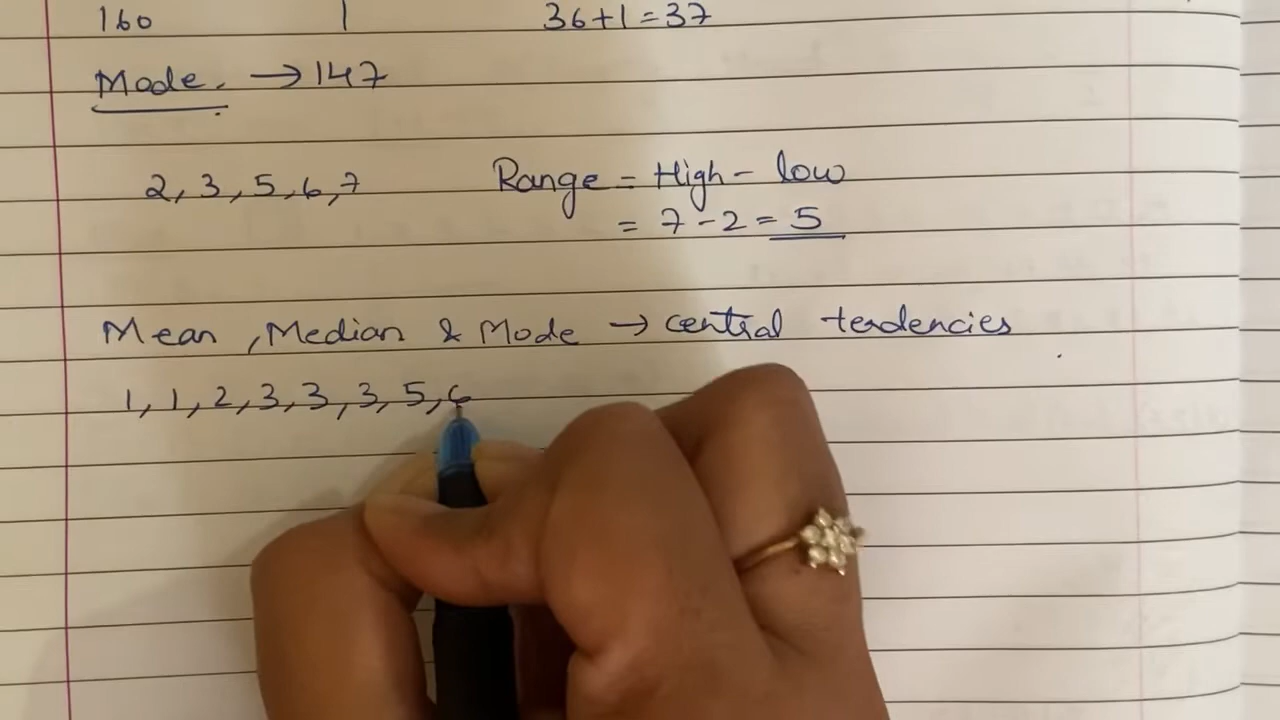 160 1 36+1=37
Mode. → 147
2, 3, 5, 6, 7 Range = High - low
= 7 - 2 = 5
Mean, Median & Mode → central tendencies
1, 1, 2, 3, 3, 3, 5, 6